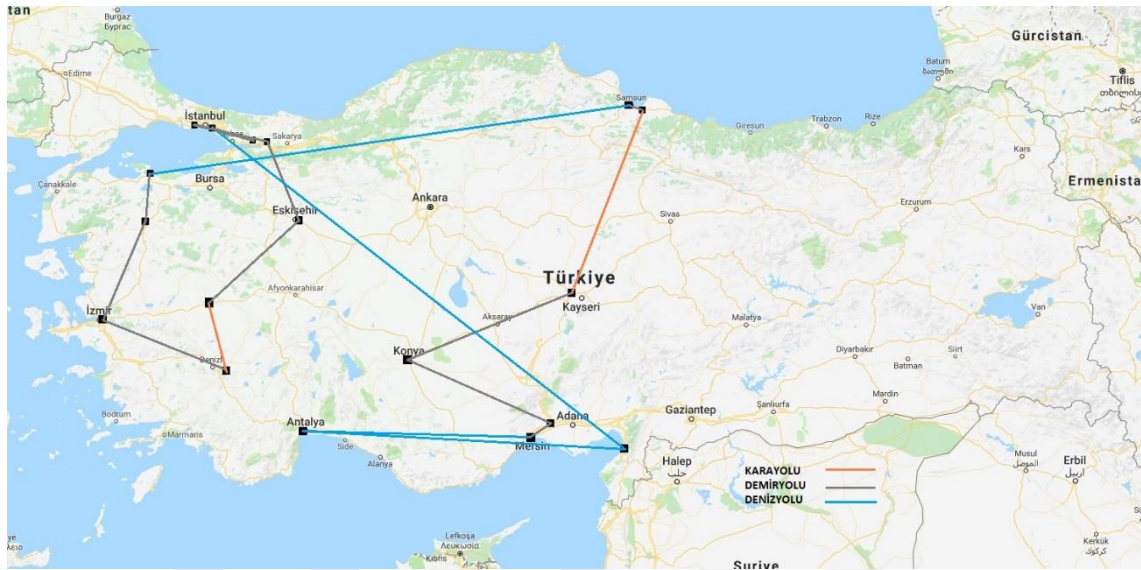 tan
Burgaz
Бургас
Gürcistan
Batum
ბათუმი
Tiflis
Edirne
Samsun
İstanbul
Sakarya
Giresun
Trabzon
Rize
Kars
Çanakkale
Bursa
Ankara
Ermenista
Eskişehir
Sivas
Erzurum
Türkiye
Afyonkarahisar
Kayseri
İzmir
Aksaray
Malatya
Van
Konya
Denizli
Diyarbakır
Batman
Siirt
Mardin
Bodrum
Marmaris
Antalya
Side
Alanya
Mersin
Adana
Gaziantep
Şanlıurfa
Halep
حلب
Musul
الموصل
Erbil
اربيل
KARAYOLU
DEMİRYOLU
DENİZYOLU
Lefkoşa
Λευκωσία
Kıbrıs
Kerkük
كركوك
Suriye